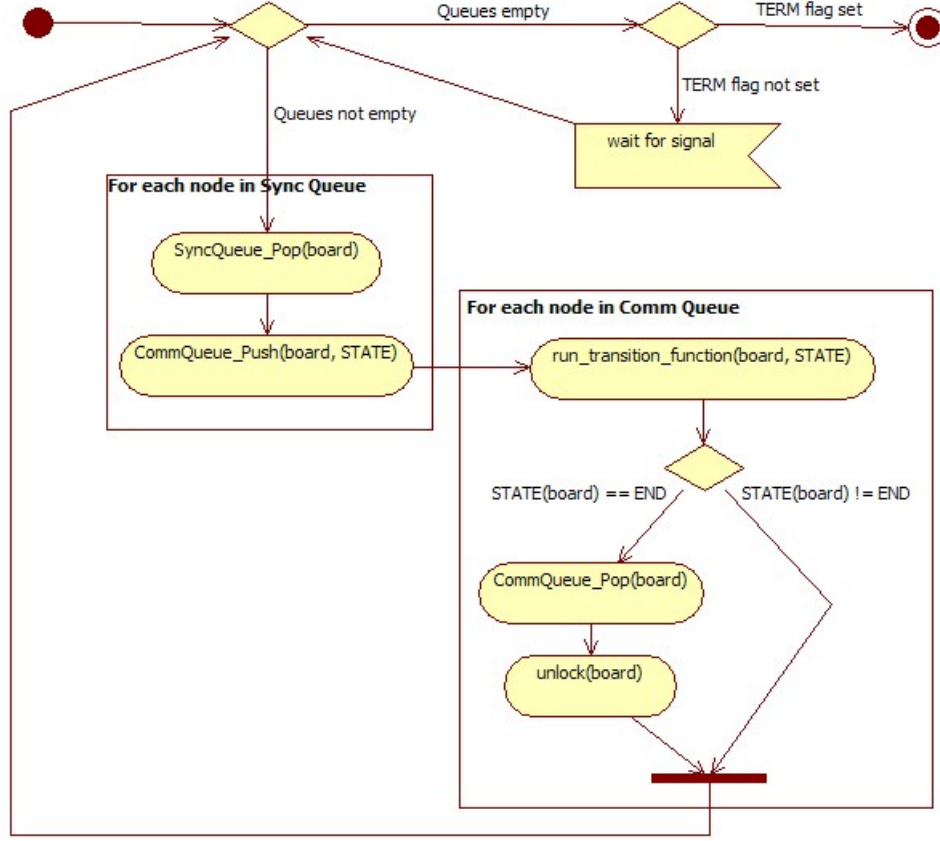 Queues empty
TERM flag set
TERM flag not set
Queues not empty
wait for signal
For each node in Sync Queue
SyncQueue_Pop(board)
CommQueue_Push(board, STATE)
For each node in Comm Queue
run_transition_function(board, STATE)
STATE(board) == END
STATE(board) != END
CommQueue_Pop(board)
unlock(board)